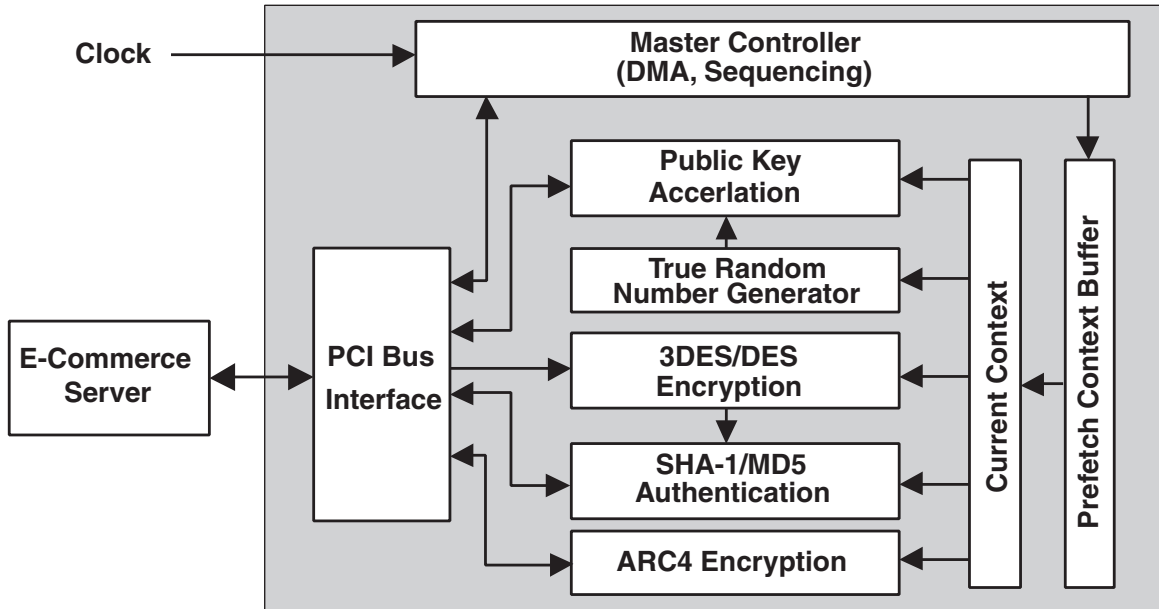 Clock
Master Controller
(DMA, Sequencing)
Public Key
Accerlation
True Random
Number Generator
E-Commerce
Server
PCI Bus
Interface
3DES/DES
Encryption
SHA-1/MD5
Authentication
ARC4 Encryption
Current Context
Prefetch Context Buffer